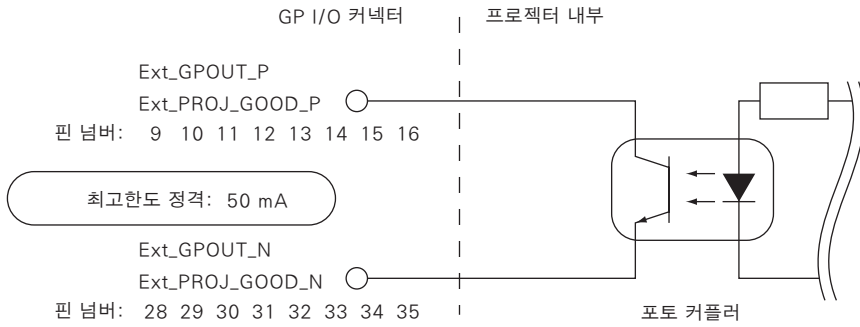 GP I/O 커넥터
프로젝터 내부
Ext_GPOUT_P
Ext_PROJ_GOOD_P
핀 넘버: 9 10 11 12 13 14 15 16
최고한도 정격: 50 mA
Ext_GPOUT_N
Ext_PROJ_GOOD_N
핀 넘버: 28 29 30 31 32 33 34 35
포토 커플러